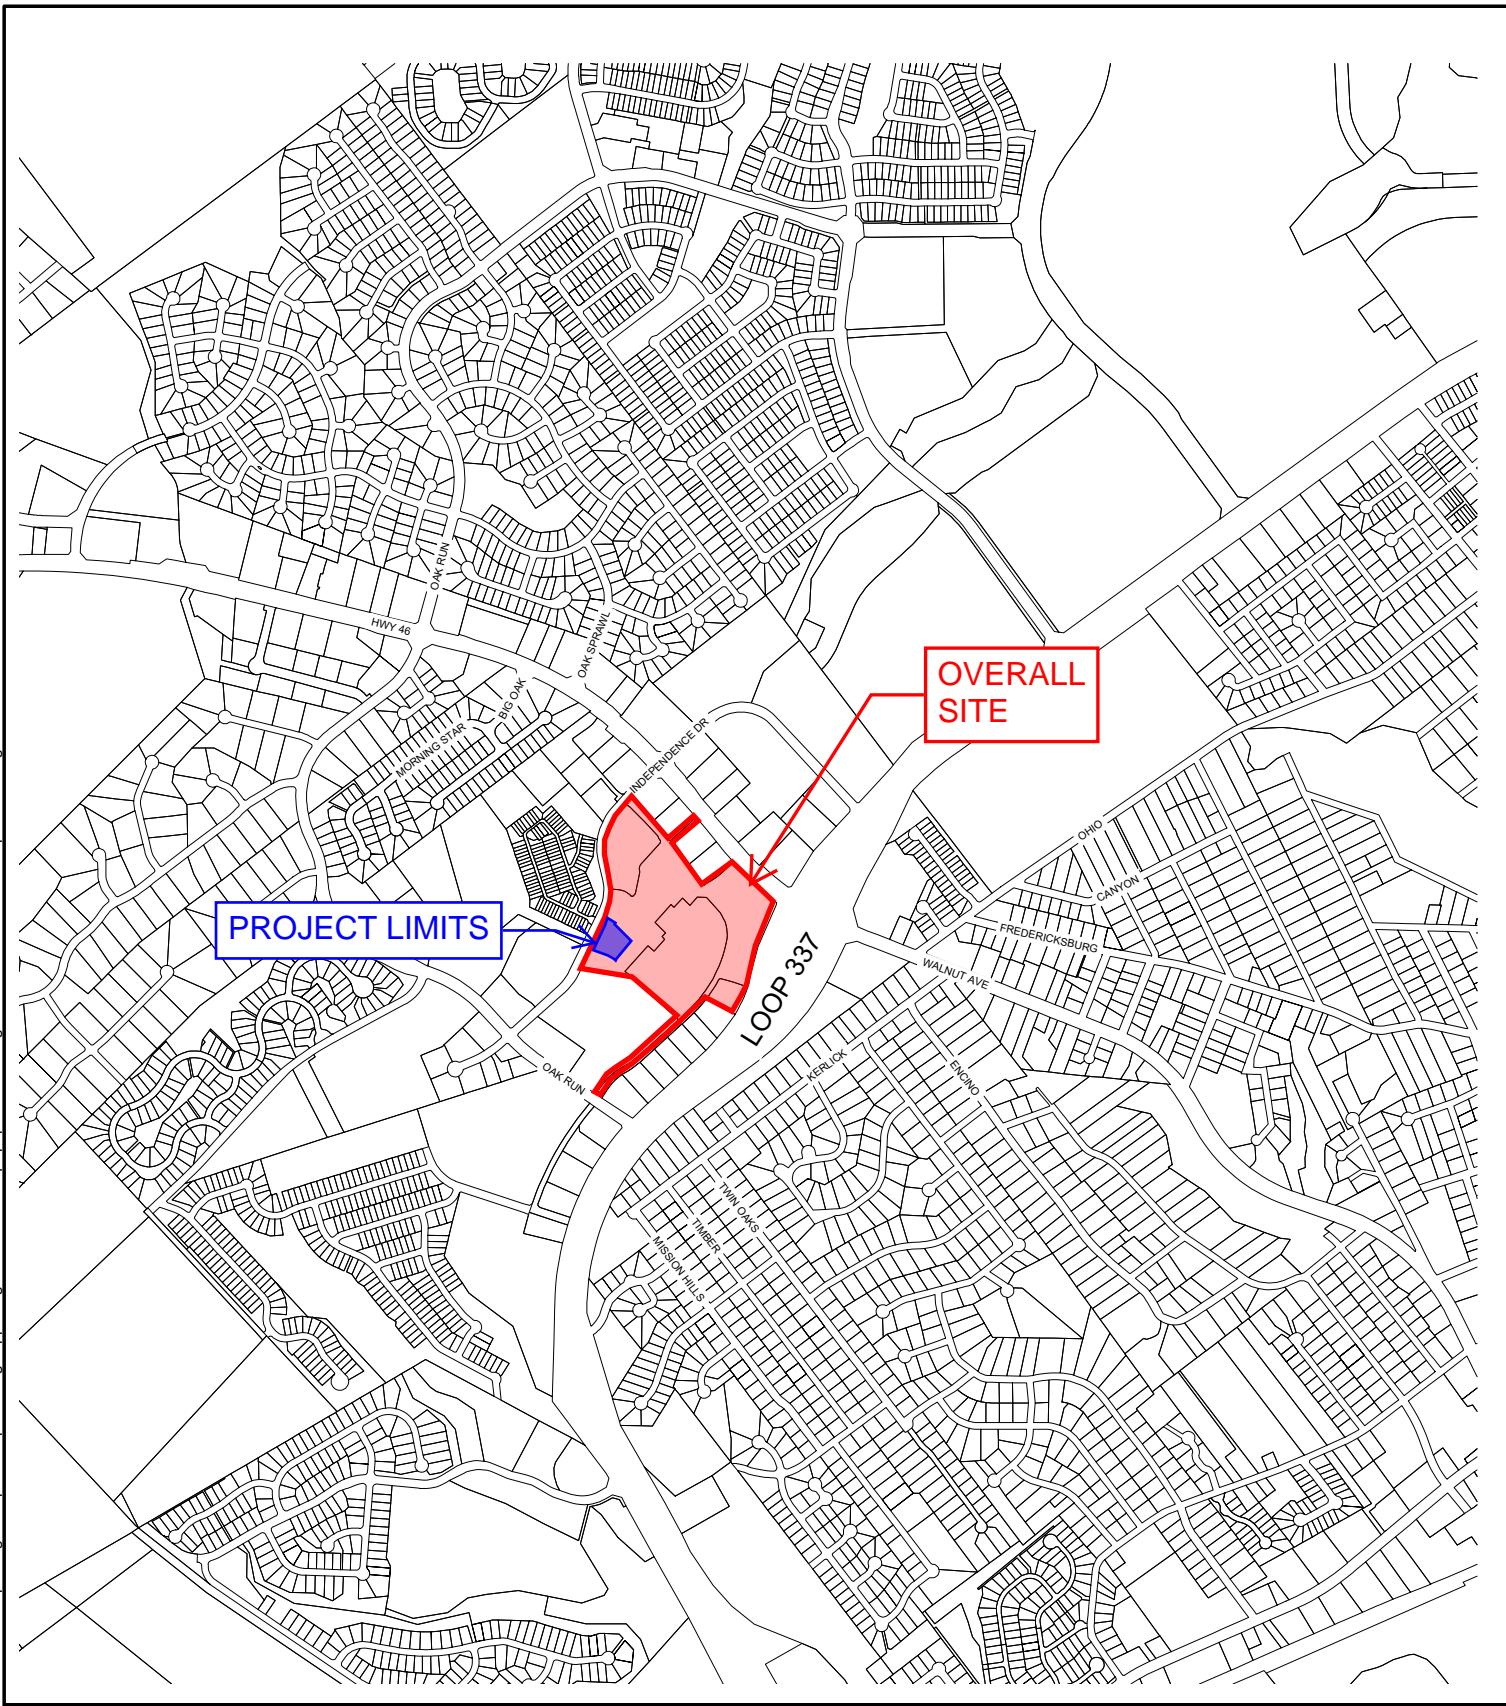 OAK RUN
HWY 46
OAK SPRAWL
OVERALL
SITE
BIG OAK
MORNING STAR
INDEPENDENCE DR
OHIO
CANYON
PROJECT LIMITS
FREDERICKSBURG
WALNUT AVE
LOOP 337
KERLICK
ENCINO
OAK RUN
TWIN OAKS
TIMBER
MISSION HILLS